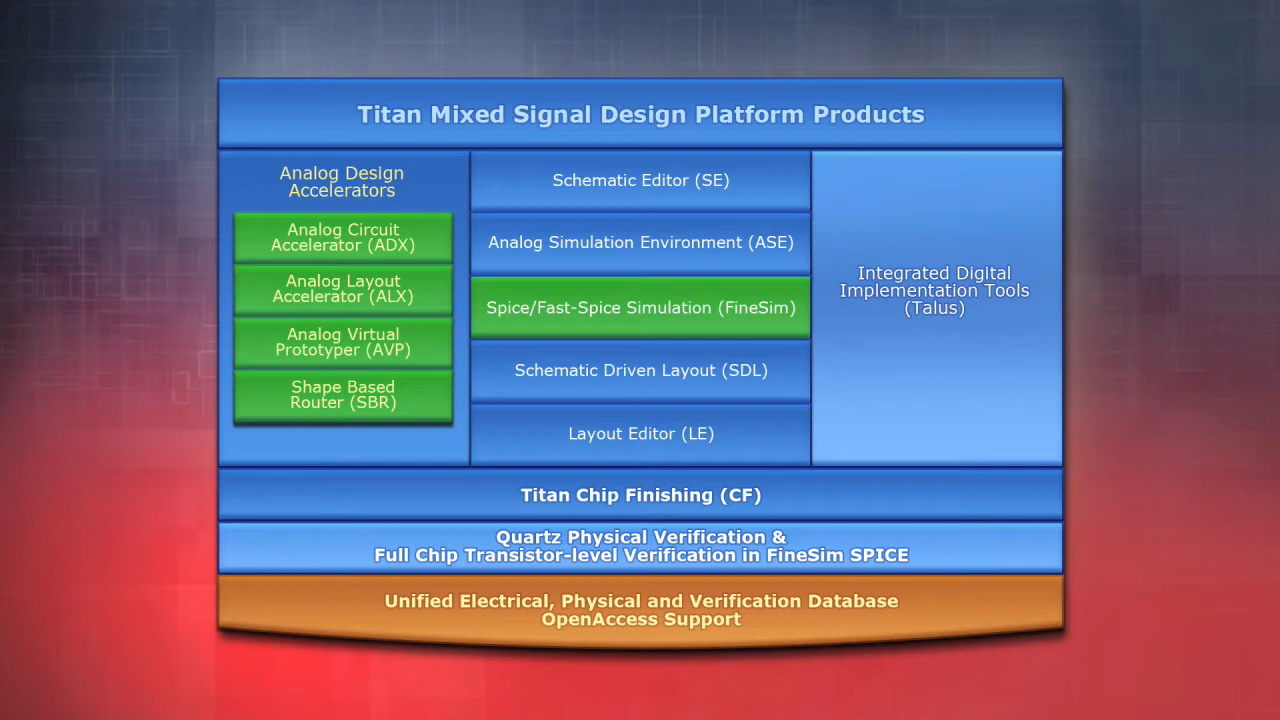 Titan Mixed Signal Design Platform Products
Analog Design
Accelerators
Analog Circuit
Accelerator (ADX)
Analog Layout
Accelerator (ALX)
Analog Virtual
Prototyper (AVP)
Shape Based
Router (SBR)
Schematic Editor (SE)
Analog Simulation Environment (ASE)
Spice/Fast-Spice Simulation (FineSim)
Schematic Driven Layout (SDL)
Layout Editor (LE)
Integrated Digital
Implementation Tools
(Talus)
Titan Chip Finishing (CF)
Quartz Physical Verification &
Full Chip Transistor-level Verification in FineSim SPICE
Unified Electrical, Physical and Verification Database
OpenAccess Support